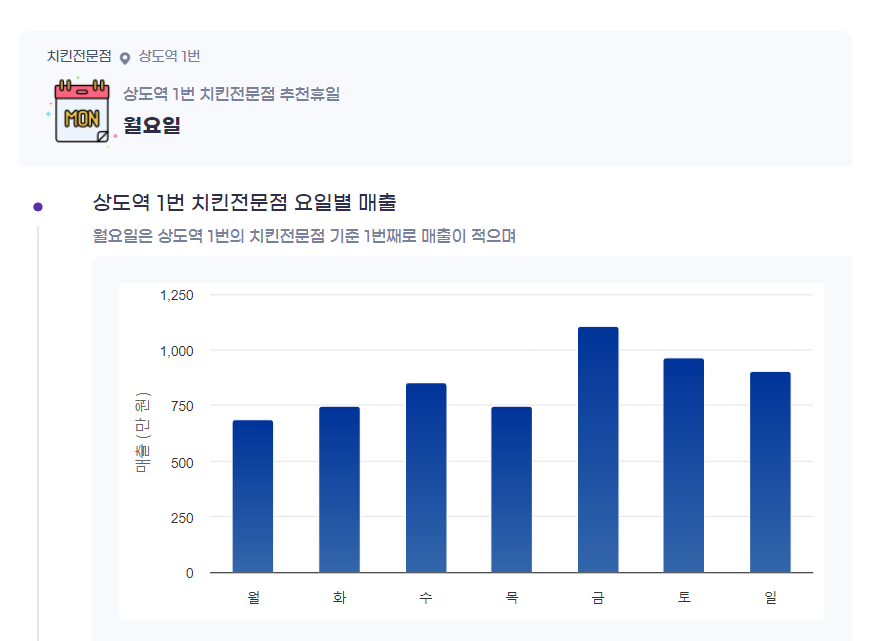 치킨전문점 상도역 1번
MON
상도역 1번 치킨전문점 추천휴일
월요일
상도역 1번 치킨전문점 요일별 매출
월요일은 상도역 1번의 치킨전문점 기준 1번째로 매출이 적으며
매출 (만 원)
1,250
1,000
750
500
250
0
월 화 수 목 금 토 일